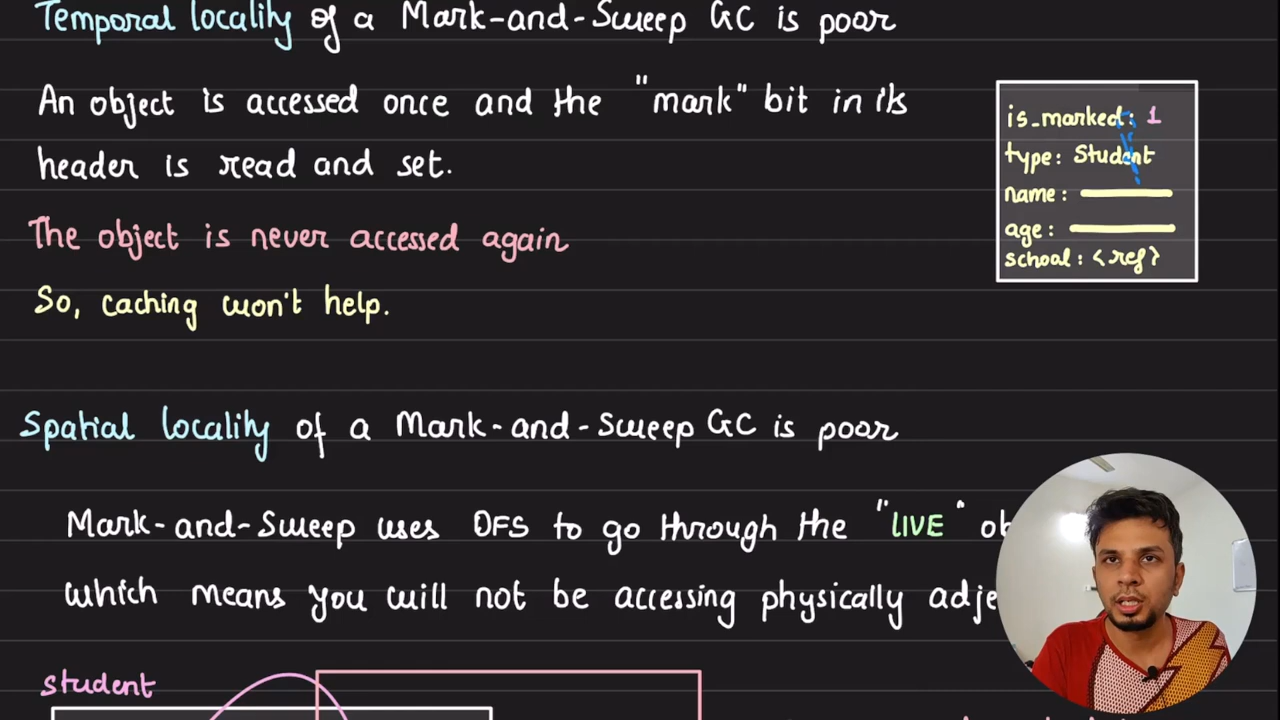 Temporal locality of a Mark-and-Sweep GC is poor
An object is accessed once and the "mark" bit in its
header is read and set.
The object is never accessed again
So, caching won't help.
is_marked: 1
type: Student
name:
age:
school: <ref>
Spatial locality of a Mark-and-Sweep GC is poor
Mark-and-Sweep uses DFS to go through the "LIVE" ob
which means you will not be accessing physically adje
student